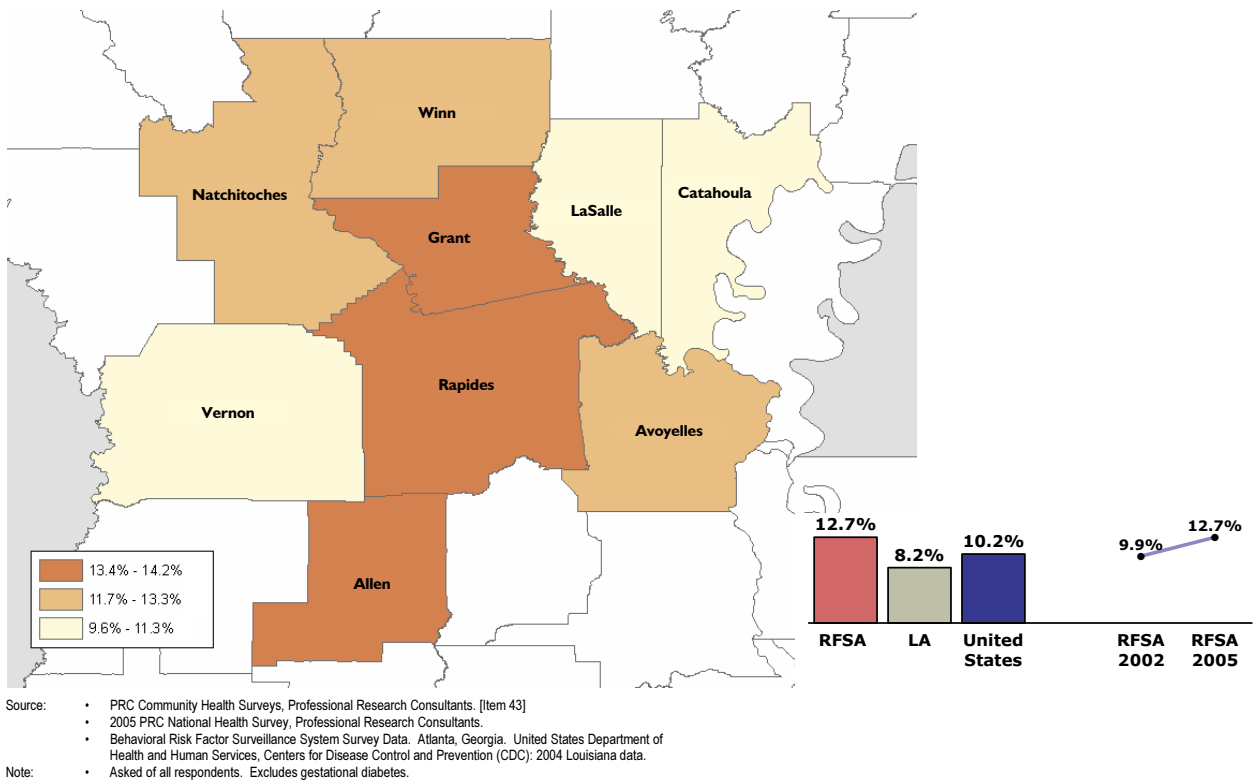 Winn
Natchitoches
Catahoula
LaSalle
Grant
Rapides
Vernon
Avoyelles
Allen
13.4% - 14.2%
11.7% - 13.3%
9.6% - 11.3%
12.7%
8.2%
10.2%
9.9%
12.7%
RFSA
LA
United
States
RFSA
2002
RFSA
2005
Source: • PRC Community Health Surveys, Professional Research Consultants. [Item 43]
• 2005 PRC National Health Survey, Professional Research Consultants.
• Behavioral Risk Factor Surveillance System Survey Data. Atlanta, Georgia. United States Department of
Health and Human Services, Centers for Disease Control and Prevention (CDC): 2004 Louisiana data.
Note: • Asked of all respondents. Excludes gestational diabetes.